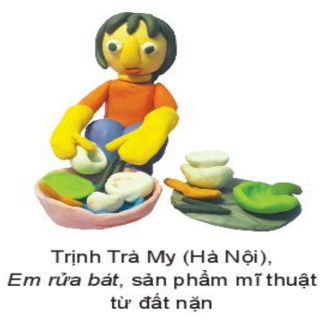 Trịnh Trà My (Hà Nội),
Em rửa bát, sản phẩm mĩ thuật
từ đất nặn